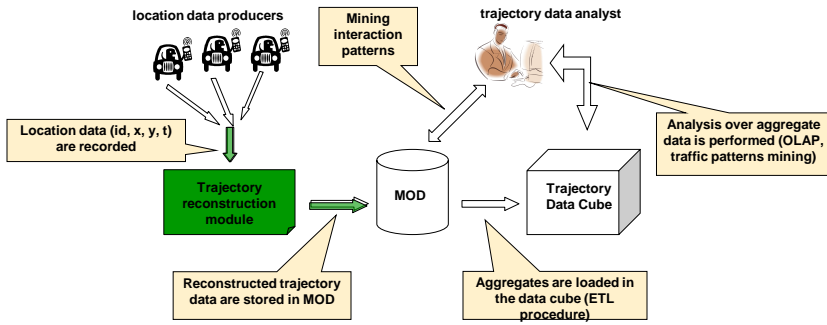 location data producers
Mining
interaction
patterns
trajectory data analyst
Location data (id, x, y, t)
are recorded
Analysis over aggregate
data is performed (OLAP,
traffic patterns mining)
Trajectory
reconstruction
module
MOD
Trajectory
Data Cube
Reconstructed trajectory
data are stored in MOD
Aggregates are loaded in
the data cube (ETL
procedure)